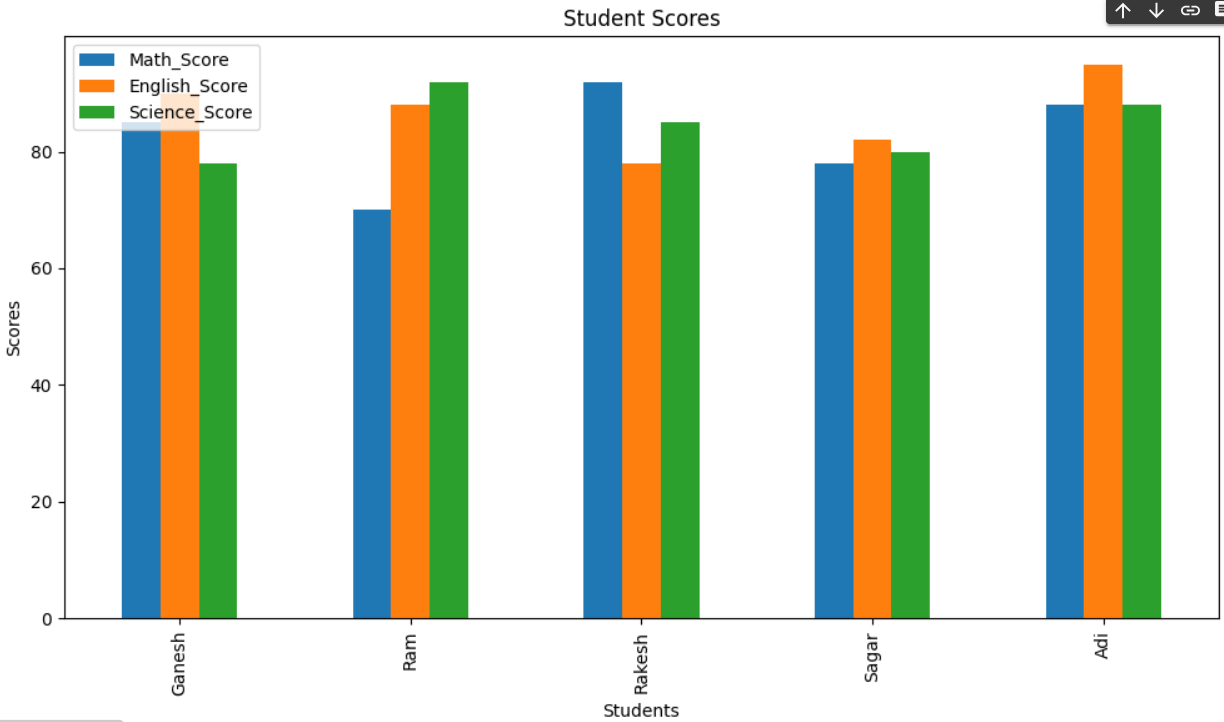 Student Scores
Math_Score
English_Score
Science_Score
80
60
40
20
0
Scores
Ganesh
Ram
Rakesh
Sagar
Adi
Students